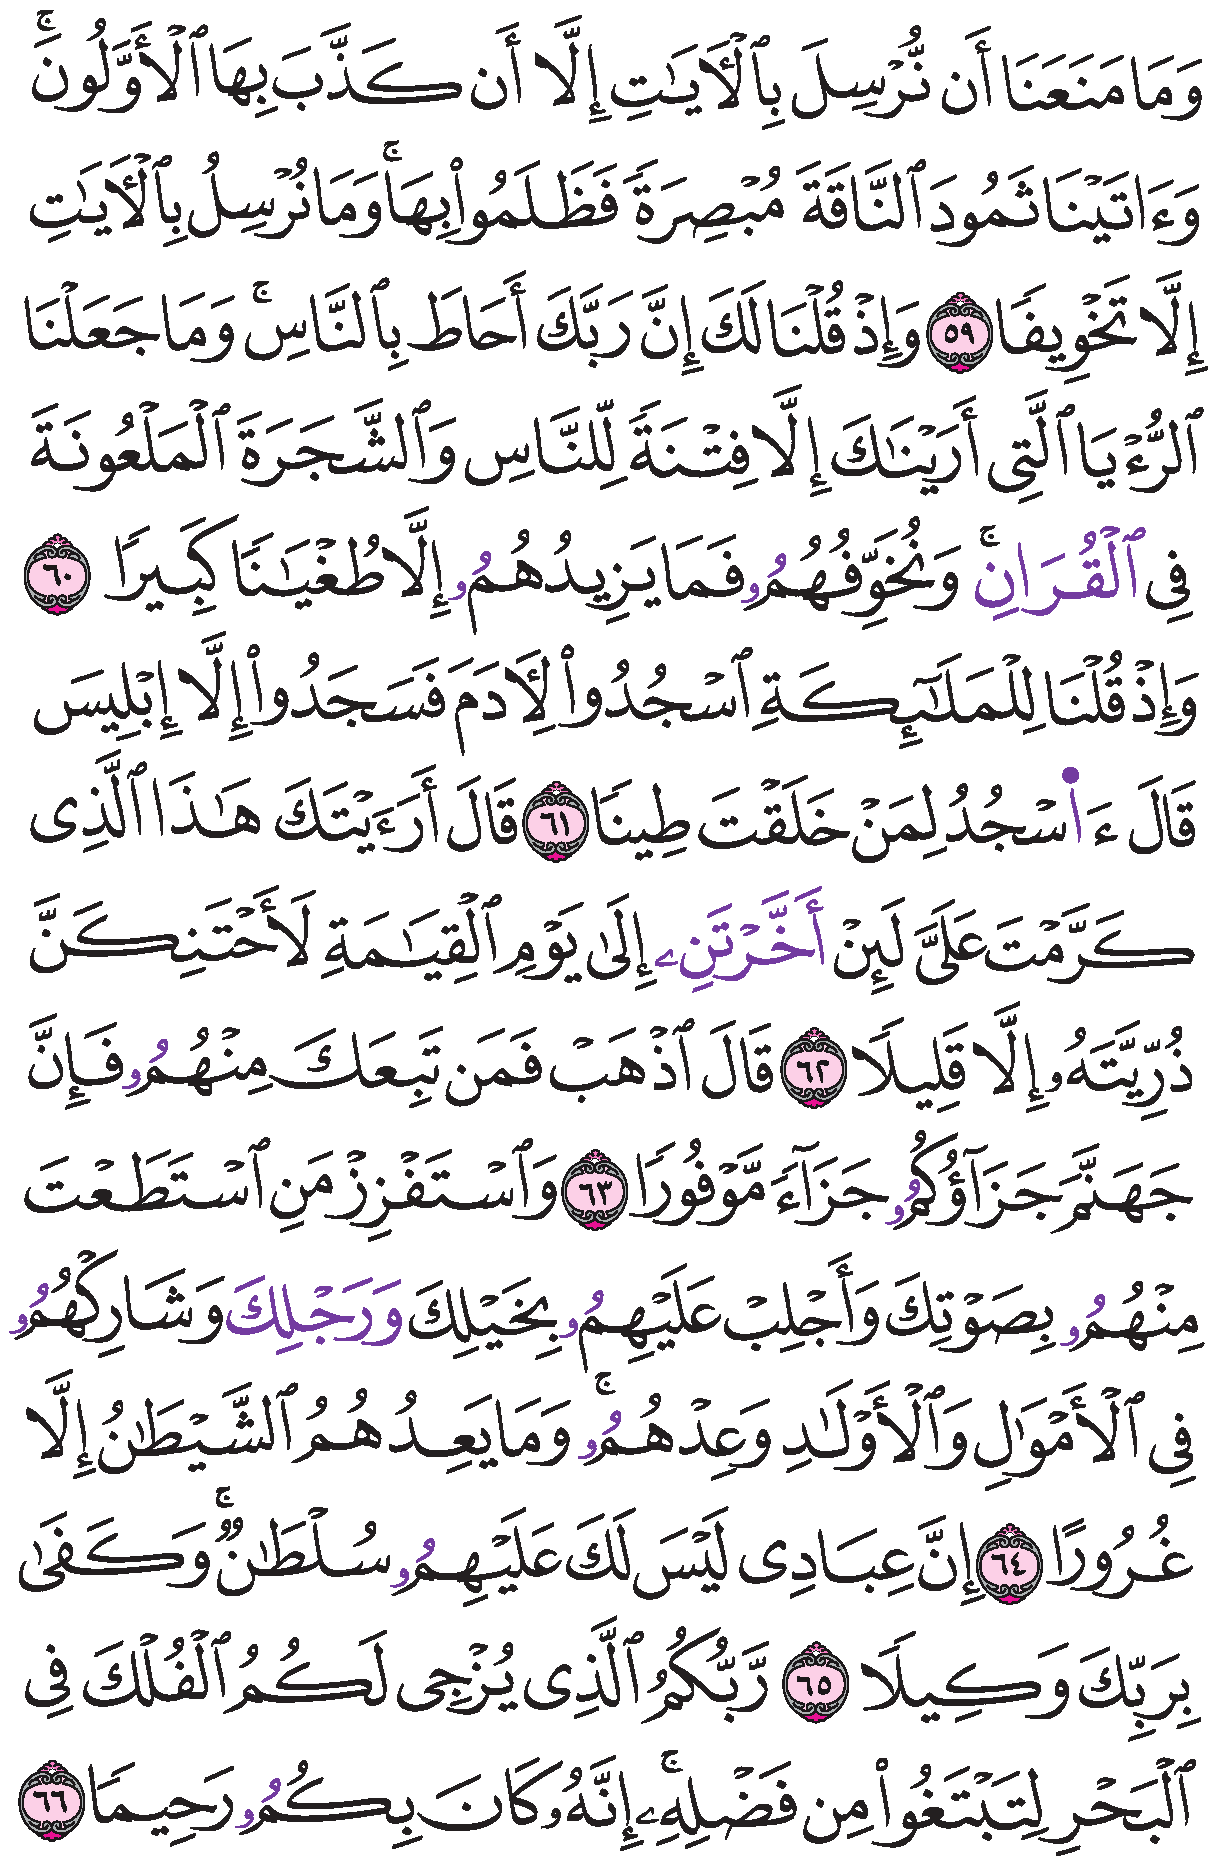 وَمَا مَنَعَنَا أَن نُّرْسِلَ بِٱلْأَيَٰتِ إِلَّا أَن كَذَّبَ بِهَا ٱلْأَوَّلُونَۚ
وَءَاتَيْنَا ثَمُودَ ٱلنَّاقَةَ مُبْصِرَةً فَظَلَمُوا۟ بِهَاۚ وَمَا نُرْسِلُ بِٱلْأَيَٰتِ
إِلَّا تَخْوِيفًا ٥٩ وَإِذْ قُلْنَا لَكَ إِنَّ رَبَّكَ أَحَاطَ بِٱلنَّاسِۚ وَمَا جَعَلْنَا
ٱلرُّءْيَا ٱلَّتِى أَرَيْنَٰكَ إِلَّا فِتْنَةً لِّلنَّاسِ وَٱلشَّجَرَةَ ٱلْمَلْعُونَةَ
فِى ٱلْقُرَانِۚ وَنُخَوِّفُهُمُۥ فَمَا يَزِيدُهُمُۥ إِلَّا طُغْيَٰنًا كَبِيرًا ٦٠
وَإِذْ قُلْنَا لِلْمَلَٰٓئِكَةِ ٱسْجُدُوا۟ لِأَدَمَ فَسَجَدُوا۟ إِلَّا إِبْلِيسَ
قَالَ ءَا۬سْجُدُ لِمَنْ خَلَقْتَ طِينًا ٦١ قَالَ أَرَءَيْتَكَ هَٰذَا ٱلَّذِى
كَرَّمْتَ عَلَىَّ لَئِنْ أَخَّرْتَنِۦ إِلَىٰ يَوْمِ ٱلْقِيَٰمَةِ لَأَحْتَنِكَنَّ
ذُرِّيَّتَهُۥ إِلَّا قَلِيلًا ٦٢ قَالَ ٱذْهَبْ فَمَن تَبِعَكَ مِنْهُمُۥ فَإِنَّ
جَهَنَّمَ جَزَآؤُكُمُۥ جَزَآءً مَّوْفُورًا ٦٣ وَٱسْتَفْزِزْ مَنِ ٱسْتَطَعْتَ
مِنْهُمُۥ بِصَوْتِكَ وَأَجْلِبْ عَلَيْهِمُۥ بِخَيْلِكَ وَرَجْلِكَ وَشَارِكْهُمُۥ
فِى ٱلْأَمْوَٰلِ وَٱلْأَوْلَٰدِ وَعِدْهُمُۥۚ وَمَا يَعِدُهُمُ ٱلشَّيْطَٰنُ إِلَّا
غُرُورًا ٦٤ إِنَّ عِبَادِى لَيْسَ لَكَ عَلَيْهِمُۥ سُلْطَٰنٌۚ وَكَفَىٰ
بِرَبِّكَ وَكِيلًا ٦٥ رَّبُّكُمُ ٱلَّذِى يُزْجِى لَكُمُ ٱلْفُلْكَ فِى
ٱلْبَحْرِ لِتَبْتَغُوا۟ مِن فَضْلِهِۦۚ إِنَّهُۥ كَانَ بِكُمُۥ رَحِيمًا ٦٦